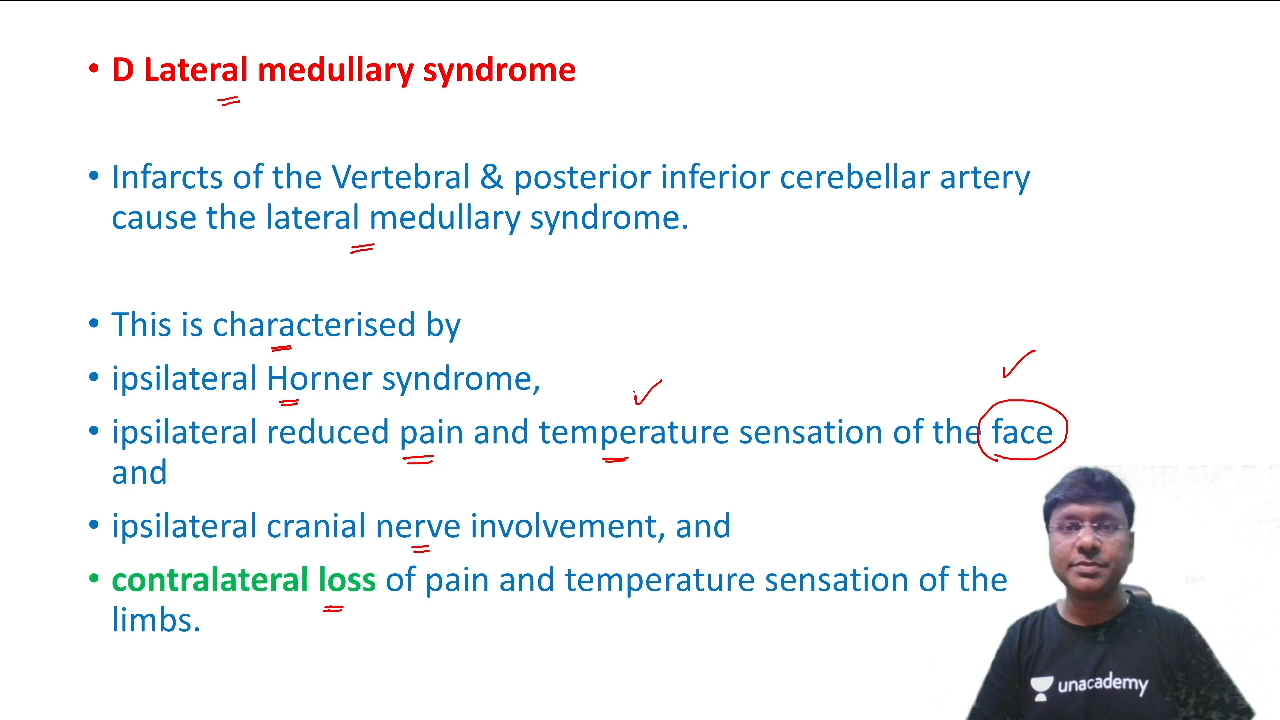 • D Lateral medullary syndrome
• Infarcts of the Vertebral & posterior inferior cerebellar artery
cause the lateral medullary syndrome.
• This is characterised by
• ipsilateral Horner syndrome,
• ipsilateral reduced pain and temperature sensation of the face
and
• ipsilateral cranial nerve involvement, and
• contralateral loss of pain and temperature sensation of the
limbs.
unacademy